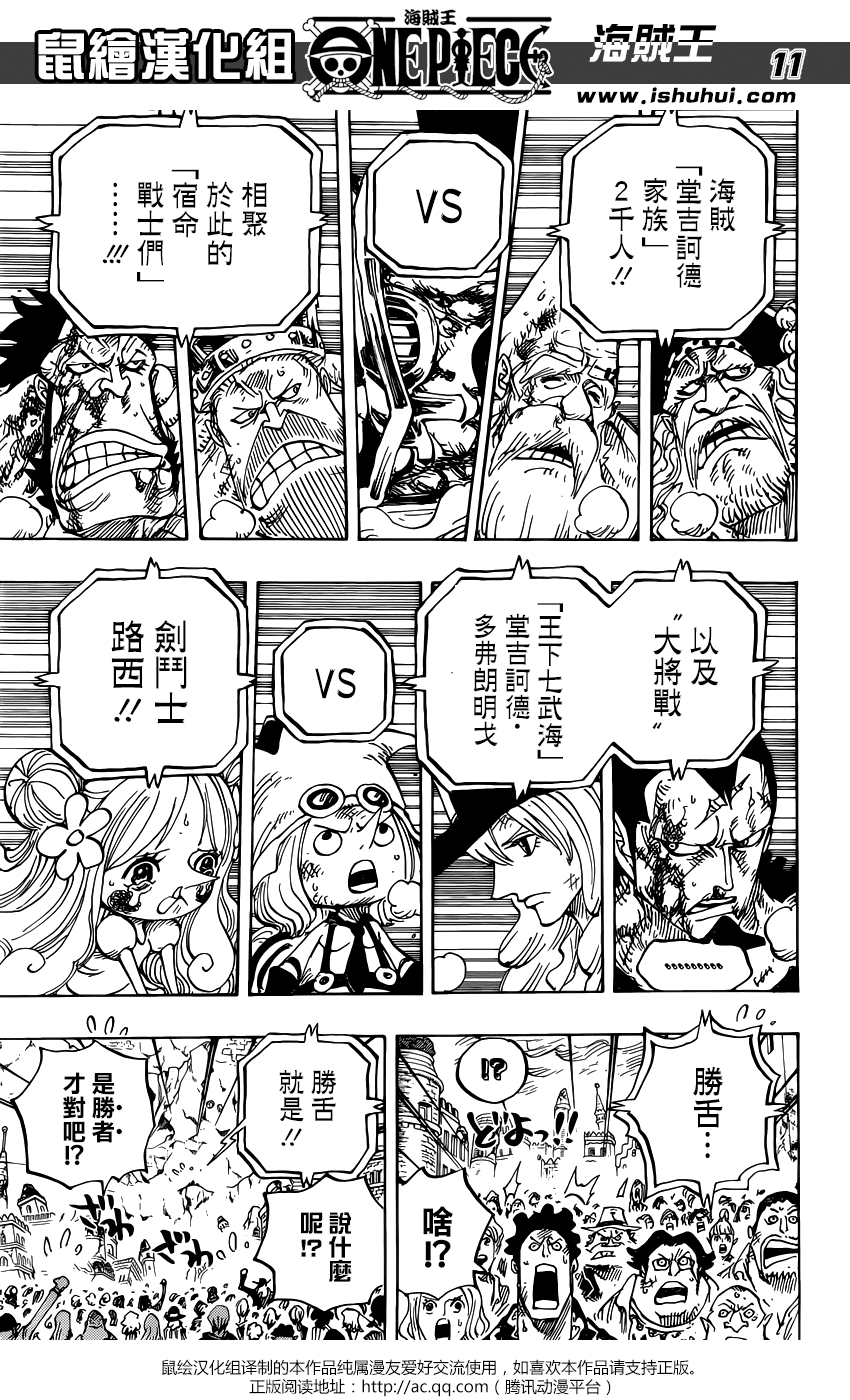 鼠繪漢化組
海賊王
ONE PIECE
海賊王
11
www.ishuhui.com
海賊
「堂吉訶德
家族」
2千人!!
VS
相聚
於此的
「宿命
戰士們」
……!!!
以及
"大將戰"
「王下七武海」
堂吉訶德·
多弗朗明戈
VS
劍鬥士
路西!!
………
勝舌…
!?
どよっ!!
啥!?
勝舌
就是!!
說什麼
呢!?
是勝者
才對吧!?
ざわ
ざわ
鼠绘汉化组译制的本作品纯属漫友爱好交流使用，如喜欢本作品请支持正版。
正版阅读地址：http://ac.qq.com（腾讯动漫平台）